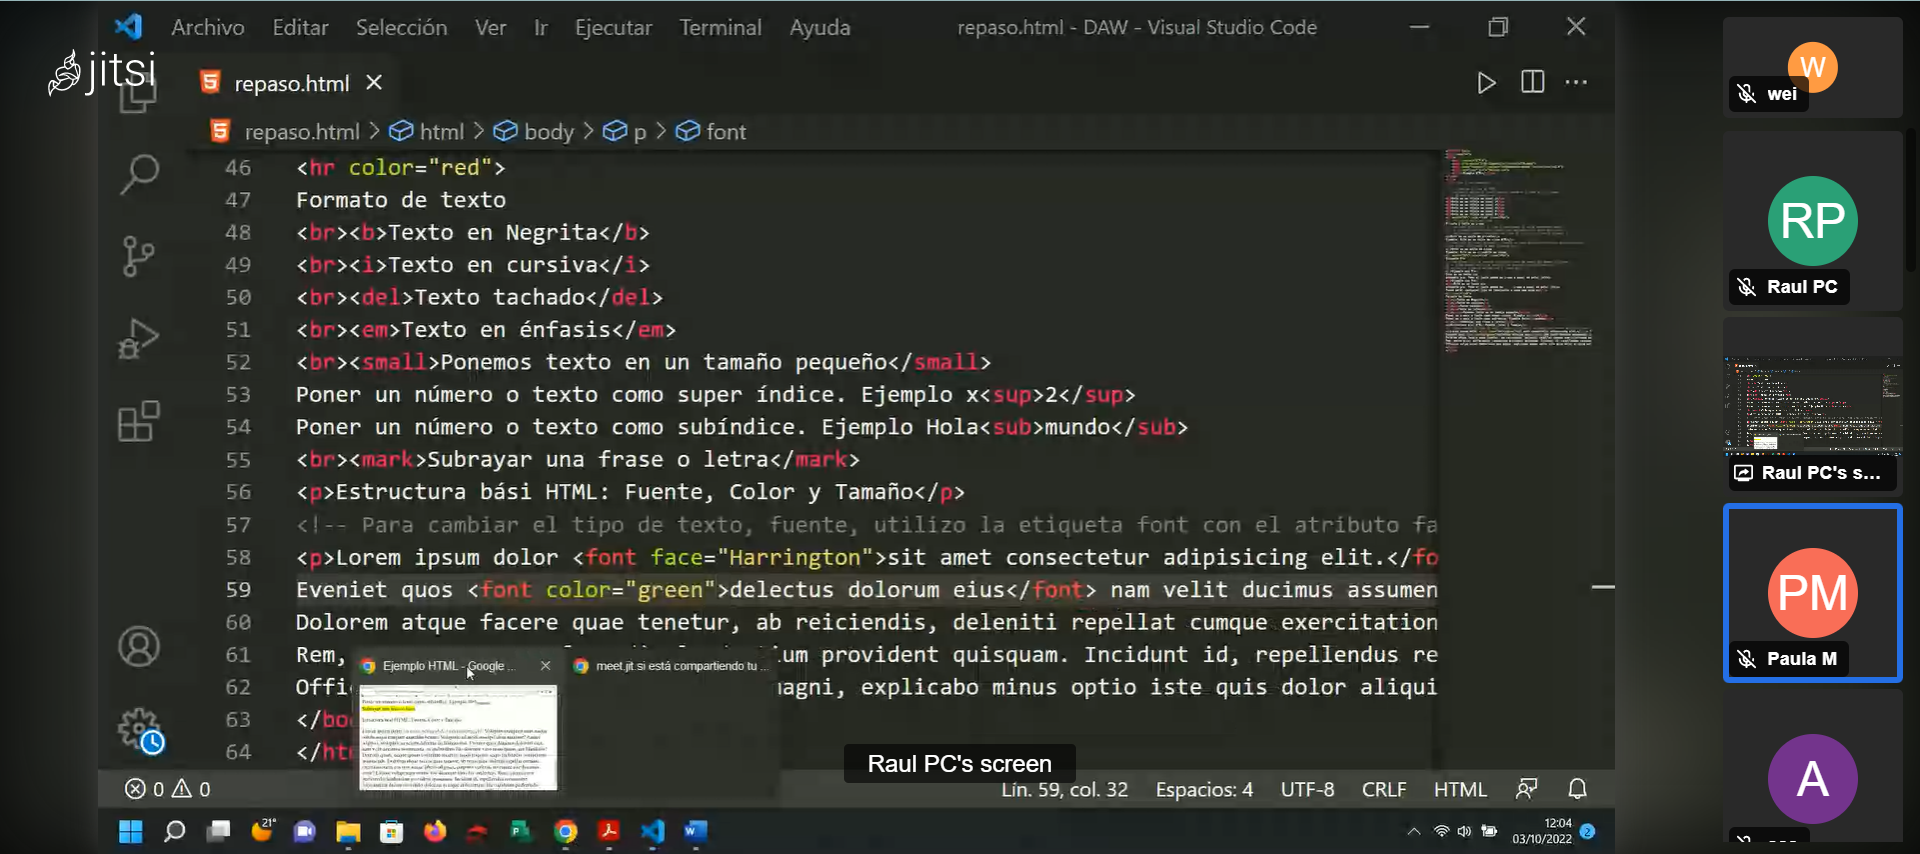 Archivo Editar Selección Ver Ir Ejecutar Terminal Ayuda repaso.html - DAW - Visual Studio Code
jitsi
repaso.html
repaso.html > html > body > p > font
46 <hr color="red">
47 Formato de texto
48 <br><b>Texto en Negrita</b>
49 <br><i>Texto en cursiva</i>
50 <br><del>Texto tachado</del>
51 <br><em>Texto en énfasis</em>
52 <br><small>Ponemos texto en un tamaño pequeño</small>
53 Poner un número o texto como super índice. Ejemplo x<sup>2</sup>
54 Poner un número o texto como subíndice. Ejemplo Hola<sub>mundo</sub>
55 <br><mark>Subrayar una frase o letra</mark>
56 <p>Estructura bási HTML: Fuente, Color y Tamaño</p>
57 <!-- Para cambiar el tipo de texto, fuente, utilizo la etiqueta font con el atributo fa
58 <p>Lorem ipsum dolor <font face="Harrington">sit amet consectetur adipisicing elit.</fo
59 Eveniet quos <font color="green">delectus dolorum eius</font> nam velit ducimus assumen
60 Dolorem atque facere quae tenetur, ab reiciendis, deleniti repellat cumque exercitation
61 Rem, ium provident quisquam. Incidunt id, repellendus re
62 Offi magni, explicabo minus optio iste quis dolor aliqui
63 </bo
64 </ht
Ejemplo HTML - Google ...
meet.jit.si está compartiendo tu ...
Raul PC's screen
0 0
Lín. 59, col. 32 Espacios: 4 UTF-8 CRLF HTML
21°
12:04
03/10/2022
2
W
wei
RP
Raul PC
Raul PC's s...
PM
Paula M
A